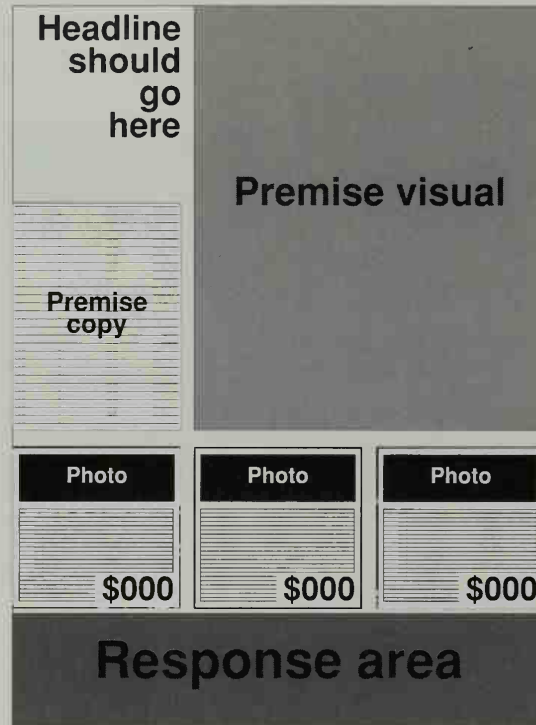 Headline
should
go
here
Premise visual
Premise
copy
Photo
$000
Photo
$000
Photo
$000
Response area